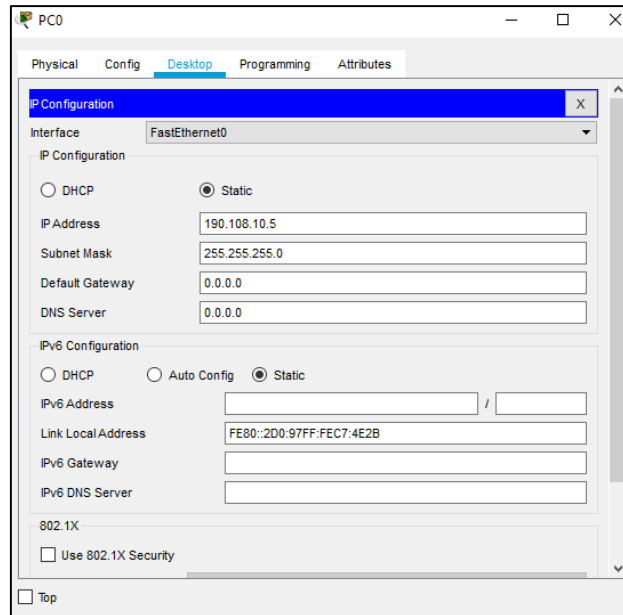 PC0
Physical Config Desktop Programming Attributes
IP Configuration X
Interface FastEthernet0
IP Configuration
DHCP Static
IP Address 190.108.10.5
Subnet Mask 255.255.255.0
Default Gateway 0.0.0.0
DNS Server 0.0.0.0
IPv6 Configuration
DHCP Auto Config Static
IPv6 Address /
Link Local Address FE80::2D0:97FF:FEC7:4E2B
IPv6 Gateway
IPv6 DNS Server
802.1X
Use 802.1X Security
Top